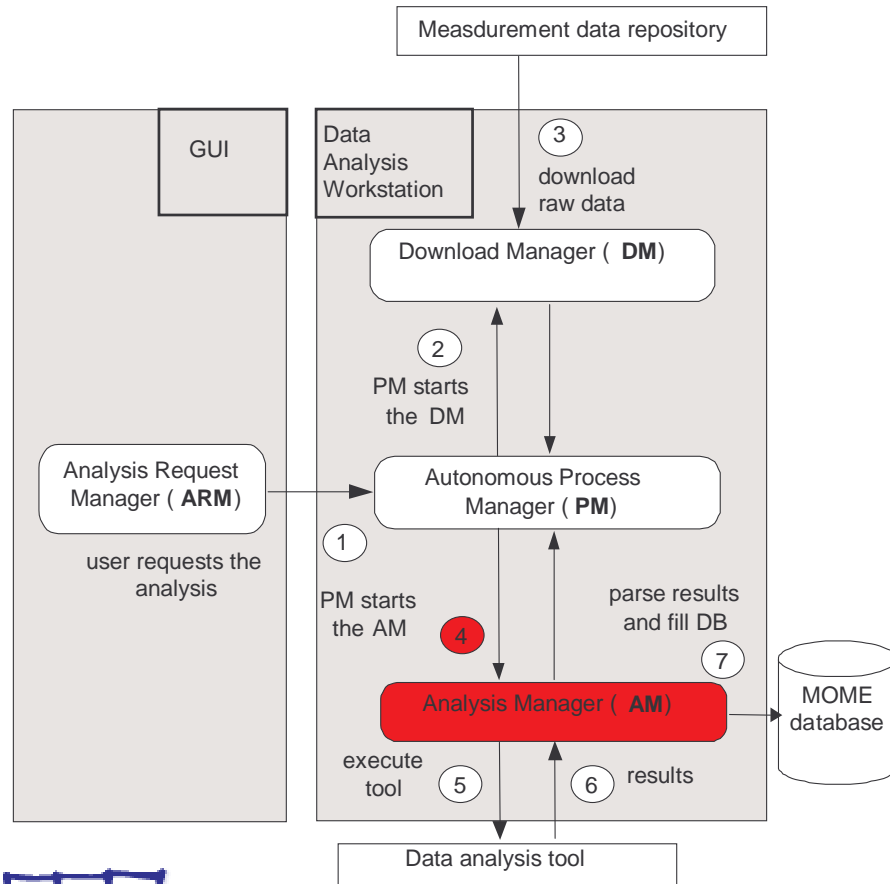 Measdurement data repository
GUI
Data
Analysis
Workstation
3
download
raw data
Download Manager ( DM)
2
PM starts
the DM
Analysis Request
Manager ( ARM)
Autonomous Process
Manager ( PM)
1
user requests the
analysis
PM starts
the AM
4
parse results
and fill DB
7
MOME
database
Analysis Manager ( AM)
execute
tool
5
6
results
Data analysis tool